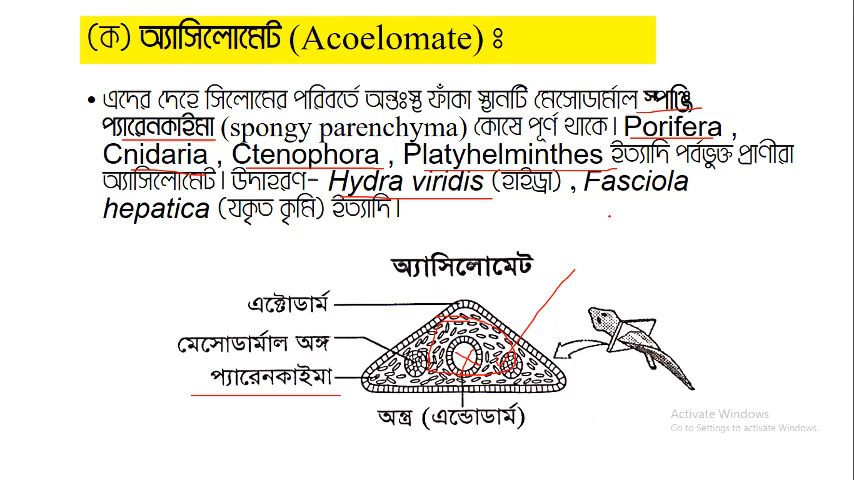 (ক) অ্যাসিলোমেট (Acoelomate) ঃ
• এদের দেহে সিলোমের পরিবর্তে অন্তঃস্থ ফাঁকা স্থানটি মেসোডার্মাল স্পঞ্জি
প্যারেনকাইমা (spongy parenchyma) কোষে পূর্ণ থাকে। Porifera ,
Cnidaria , Ctenophora , Platyhelminthes ইত্যাদি পর্বভুক্ত প্রাণীরা
অ্যাসিলোমেট। উদাহরণ- Hydra viridis (হাইড্রা) , Fasciola
hepatica (যকৃত কৃমি) ইত্যাদি।
অ্যাসিলোমেট
এক্টোডার্ম
মেসোডার্মাল অঙ্গ
প্যারেনকাইমা
অন্ত্র (এন্ডোডার্ম)
Activate Windows
Go to Settings to activate Windows.